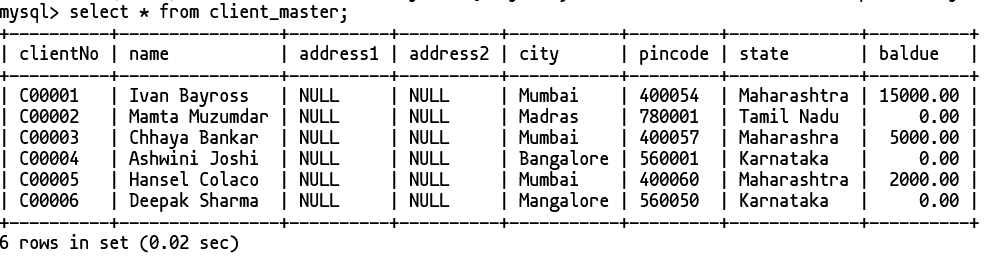 mysql> select * from client_master;
+----------+----------------+----------+----------+-----------+---------+-------------+----------+
| clientNo | name           | address1 | address2 | city      | pincode | state       | baldue   |
+----------+----------------+----------+----------+-----------+---------+-------------+----------+
| C00001   | Ivan Bayross   | NULL     | NULL     | Mumbai    | 400054  | Maharashtra | 15000.00 |
| C00002   | Mamta Muzumdar | NULL     | NULL     | Madras    | 780001  | Tamil Nadu  |     0.00 |
| C00003   | Chhaya Bankar  | NULL     | NULL     | Mumbai    | 400057  | Maharashra  |  5000.00 |
| C00004   | Ashwini Joshi  | NULL     | NULL     | Bangalore | 560001  | Karnataka   |     0.00 |
| C00005   | Hansel Colaco  | NULL     | NULL     | Mumbai    | 400060  | Maharashtra |  2000.00 |
| C00006   | Deepak Sharma  | NULL     | NULL     | Mangalore | 560050  | Karnataka   |     0.00 |
+----------+----------------+----------+----------+-----------+---------+-------------+----------+
6 rows in set (0.02 sec)